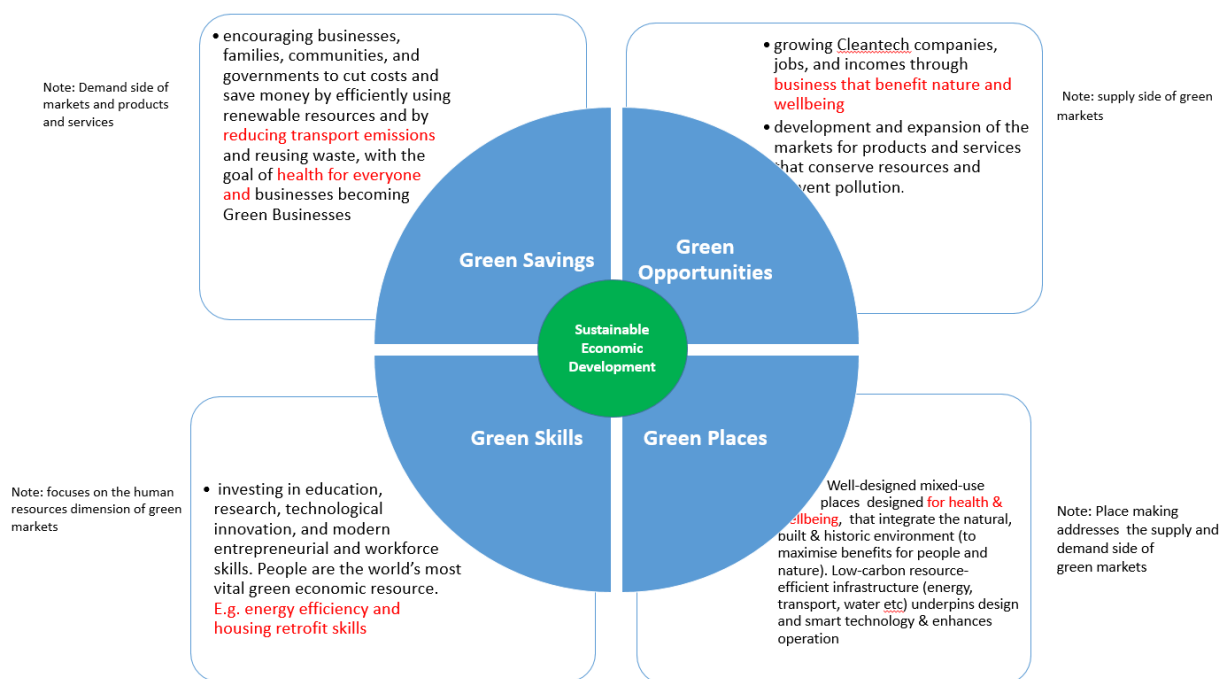 • encouraging businesses,
families, communities, and
governments to cut costs and
save money by efficiently using
renewable resources and by
reducing transport emissions
and reusing waste, with the
goal of health for everyone
and businesses becoming
Green Businesses
Note: Demand side of
markets and products
and services
• growing Cleantech companies,
jobs, and incomes through
business that benefit nature and
wellbeing
• development and expansion of the
markets for products and services
that conserve resources and
vent pollution.
Note: supply side of green
markets
Green Savings
Green
Opportunities
Sustainable
Economic
Development
Green Skills
Green Places
Note: focuses on the human
resources dimension of green
markets
• investing in education,
research, technological
innovation, and modern
entrepreneurial and workforce
skills. People are the world’s most
vital green economic resource.
E.g. energy efficiency and
housing retrofit skills
Well-designed mixed-use
places designed for health &
ellbeing, that integrate the natural,
built & historic environment (to
maximise benefits for people and
nature). Low-carbon resource-
efficient infrastructure (energy,
transport, water etc) underpins design
and smart technology & enhances
operation
Note: Place making
addresses the supply and
demand side of
green markets